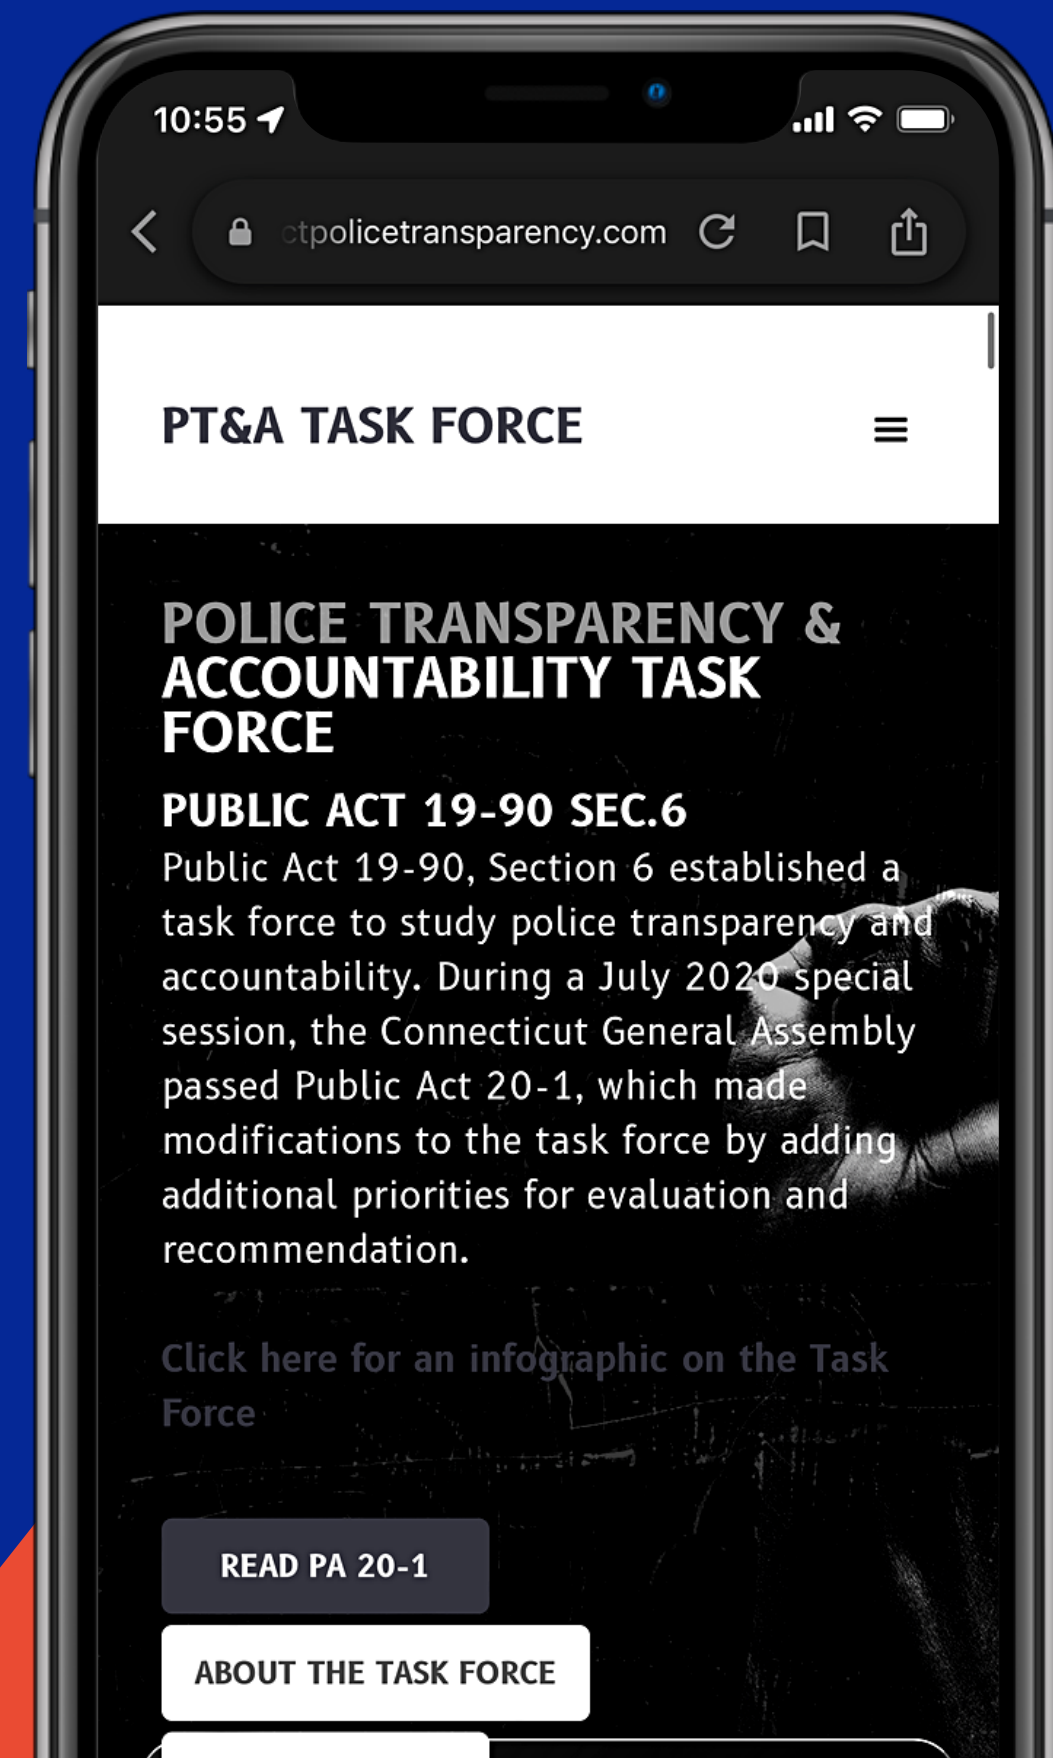 10:55
ctpolicetransparency.com
PT&A TASK FORCE
POLICE TRANSPARENCY &
ACCOUNTABILITY TASK
FORCE
PUBLIC ACT 19-90 SEC.6
Public Act 19-90, Section 6 established a
task force to study police transparency and
accountability. During a July 2020 special
session, the Connecticut General Assembly
passed Public Act 20-1, which made
modifications to the task force by adding
additional priorities for evaluation and
recommendation.
Click here for an infographic on the Task
Force
READ PA 20-1
ABOUT THE TASK FORCE